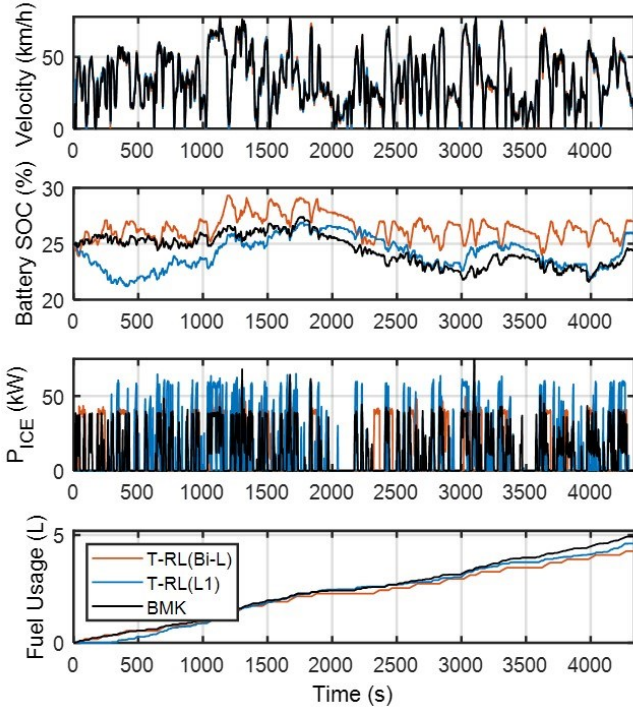 Velocity (km/h)
50
0
0 500 1000 1500 2000 2500 3000 3500 4000
Battery SOC (%)
30
25
20
0 500 1000 1500 2000 2500 3000 3500 4000
P_ICE (kW)
50
0
0 500 1000 1500 2000 2500 3000 3500 4000
Fuel Usage (L)
5
0
T-RL(Bi-L)
T-RL(L1)
BMK
0 500 1000 1500 2000 2500 3000 3500 4000
Time (s)